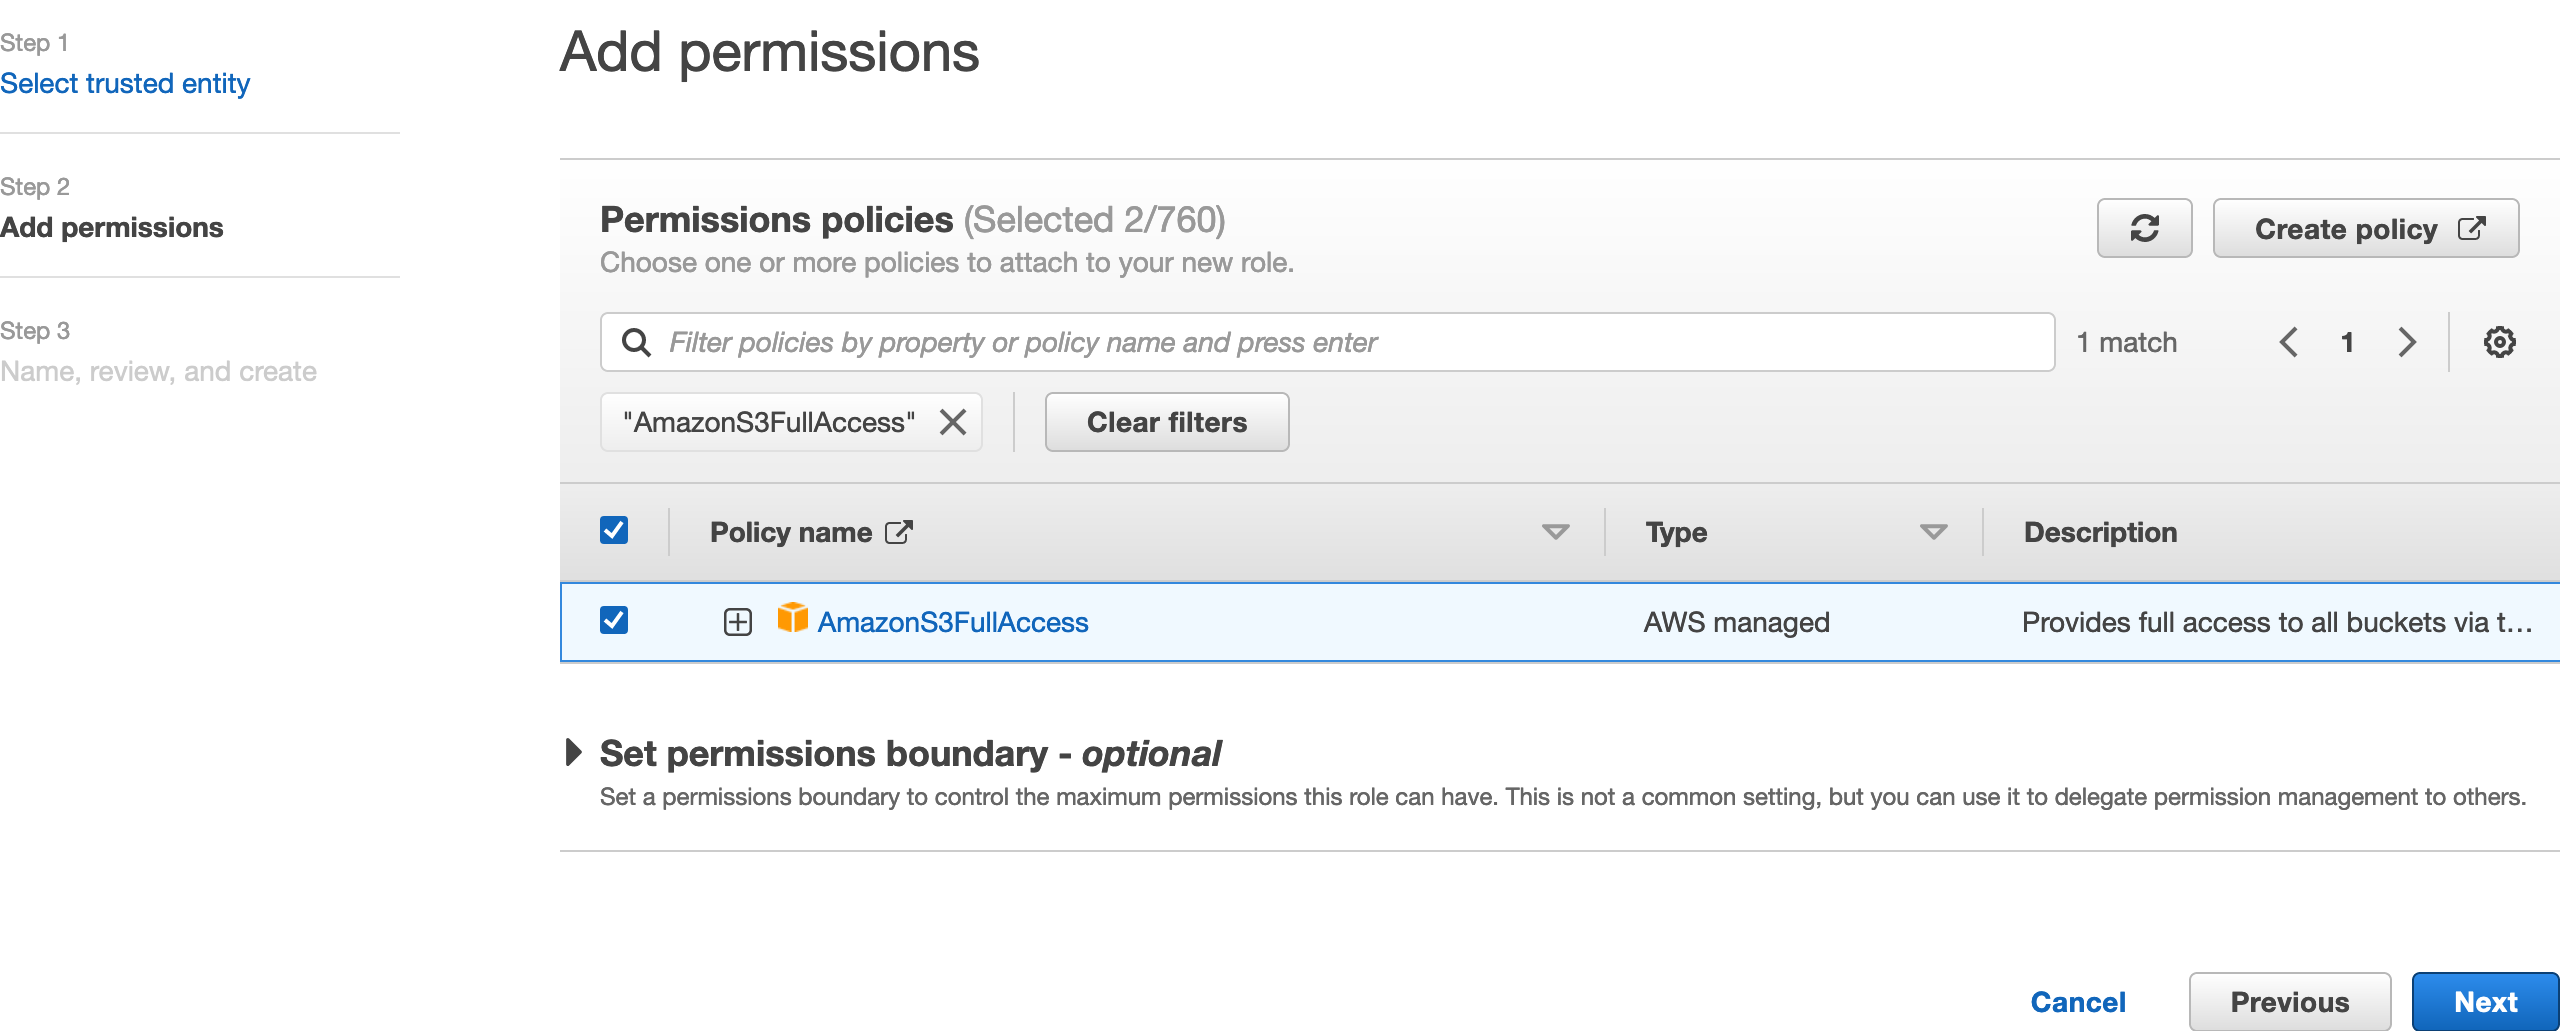 Step 1
Select trusted entity
Step 2
Add permissions
Step 3
Name, review, and create
Add permissions
Permissions policies (Selected 2/760)
Choose one or more policies to attach to your new role.
Create policy
Filter policies by property or policy name and press enter
1 match
1
"AmazonS3FullAccess"
Clear filters
Policy name
Type
Description
AmazonS3FullAccess
AWS managed
Provides full access to all buckets via t…
Set permissions boundary - optional
Set a permissions boundary to control the maximum permissions this role can have. This is not a common setting, but you can use it to delegate permission management to others.
Cancel
Previous
Next